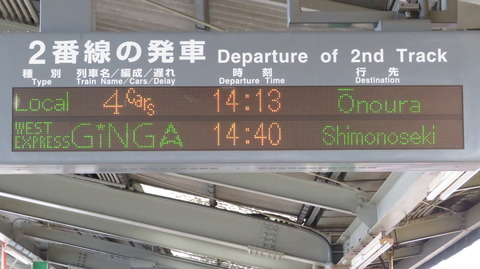 2番線の発車 Departure of 2nd Track
種別 列車名/編成/遅れ 時刻 行先
Type Train Name/Cars/Delay Departure Time Destination
Local 4Cars 14:13 Ōnoura
WEST EXPRESS GiNGA 14:40 Shimonoseki